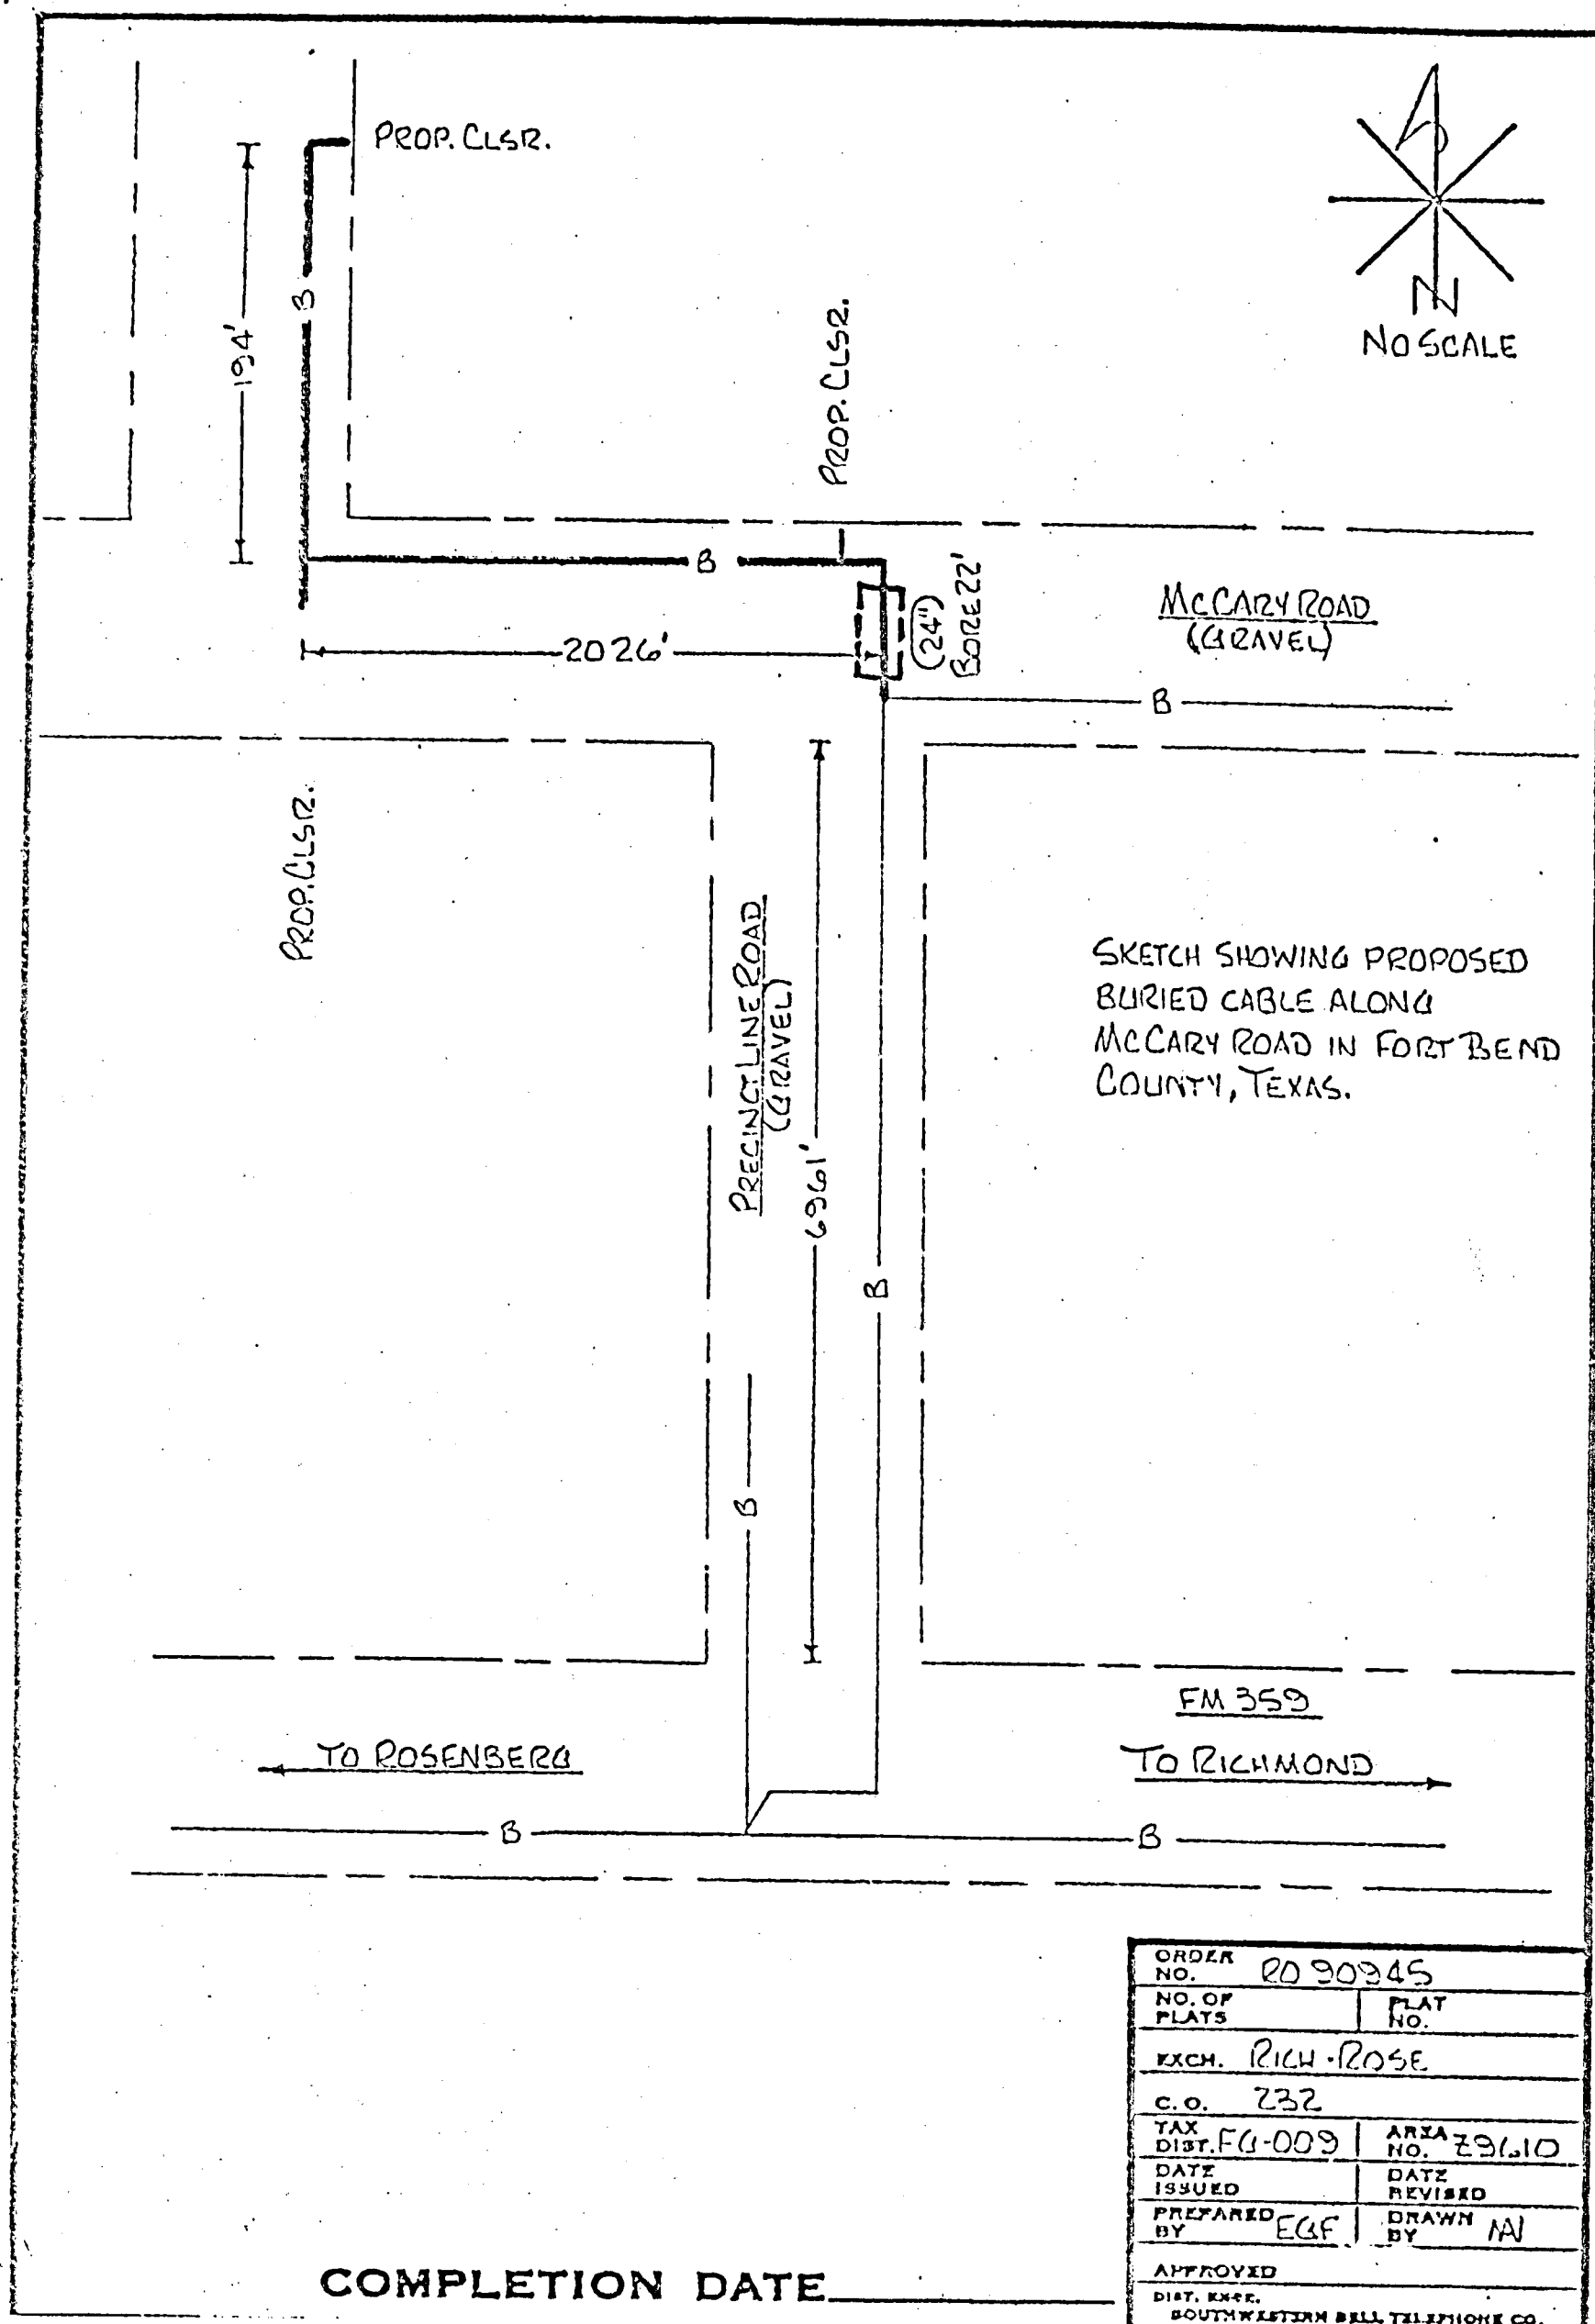 PROP. CLSR.
N
NO SCALE
194'
B
PROP. CLSR.
B
(24")
BORE 22'
McCARY ROAD
(GRAVEL)
2026'
B
PROP. CLSR.
PRECINCT LINE ROAD
(GRAVEL)
6961'
SKETCH SHOWING PROPOSED
BURIED CABLE ALONG
McCARY ROAD IN FORT BEND
COUNTY, TEXAS.
B
B
FM 359
TO ROSENBERG
TO RICHMOND
B
B
ORDER NO. RO 90945
NO. OF PLATS
PLAT NO.
EXCH. RICH-ROSE
C. O. 232
TAX DIST. FG-009
AREA NO. 29610
DATE ISSUED
DATE REVISED
PREPARED BY EGF
DRAWN BY
APPROVED
DIST. ENGR.
SOUTHWESTERN BELL TELEPHONE CO.
COMPLETION DATE